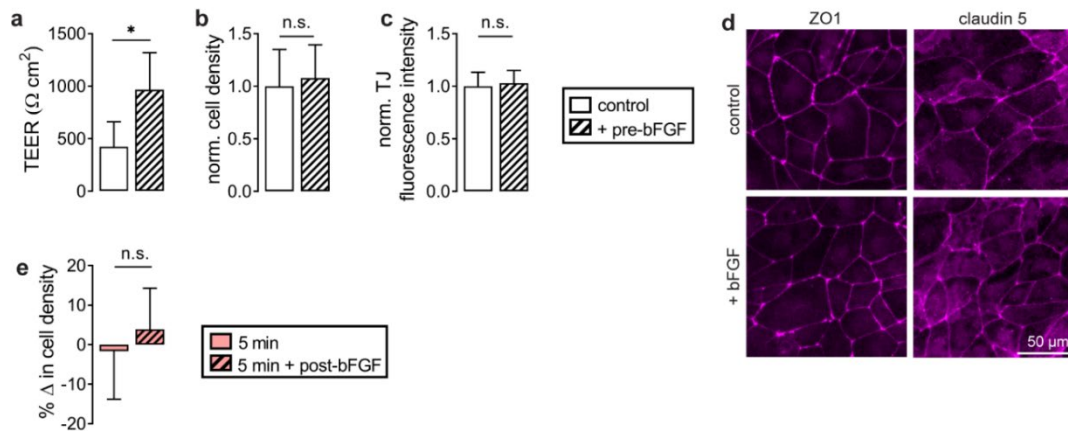 a
TEER (Ω cm²)
1500
1000
500
0
*
b
norm. cell density
1.5
1.0
0.5
0.0
n.s.
c
norm. TJ
fluorescence intensity
1.5
1.0
0.5
0.0
n.s.
control
+ pre-bFGF
d
ZO1
claudin 5
control
+ bFGF
50 µm
e
% Δ in cell density
20
10
0
-10
-20
n.s.
5 min
5 min + post-bFGF